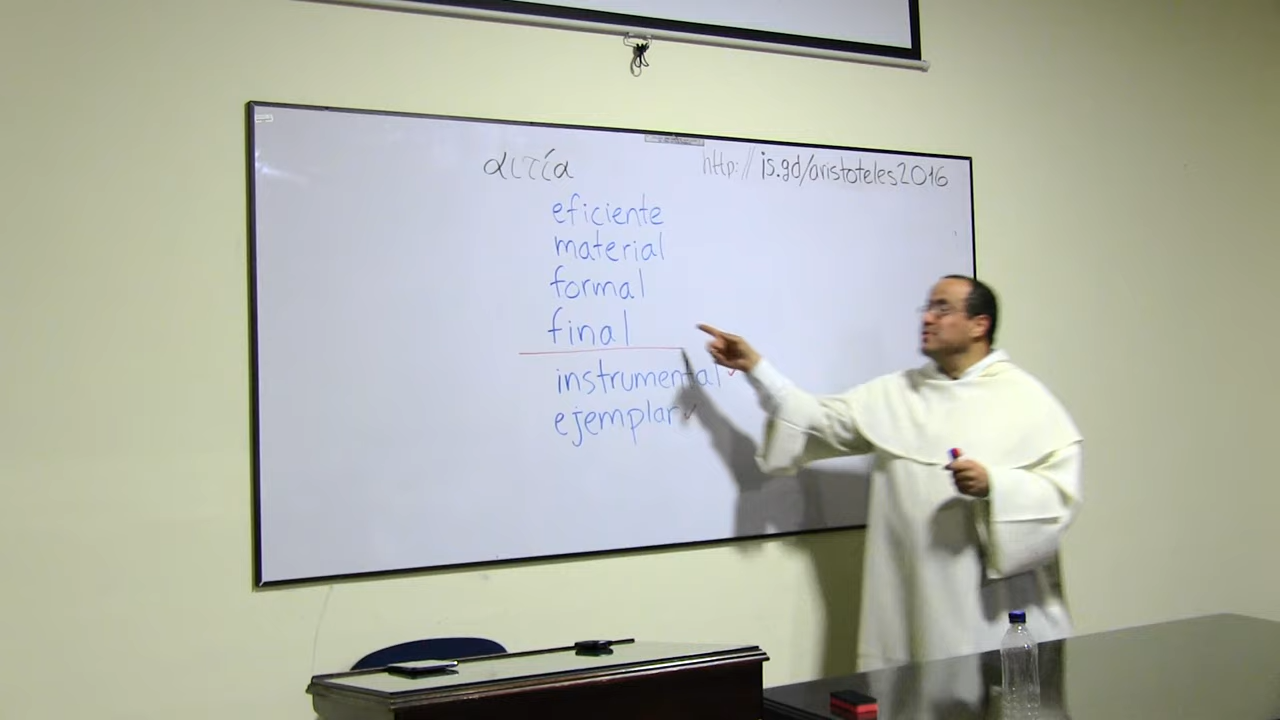 αιτία
http://is.gd/aristoteles2016
eficiente
material
formal
final
instrumental ✓
ejemplar ✓